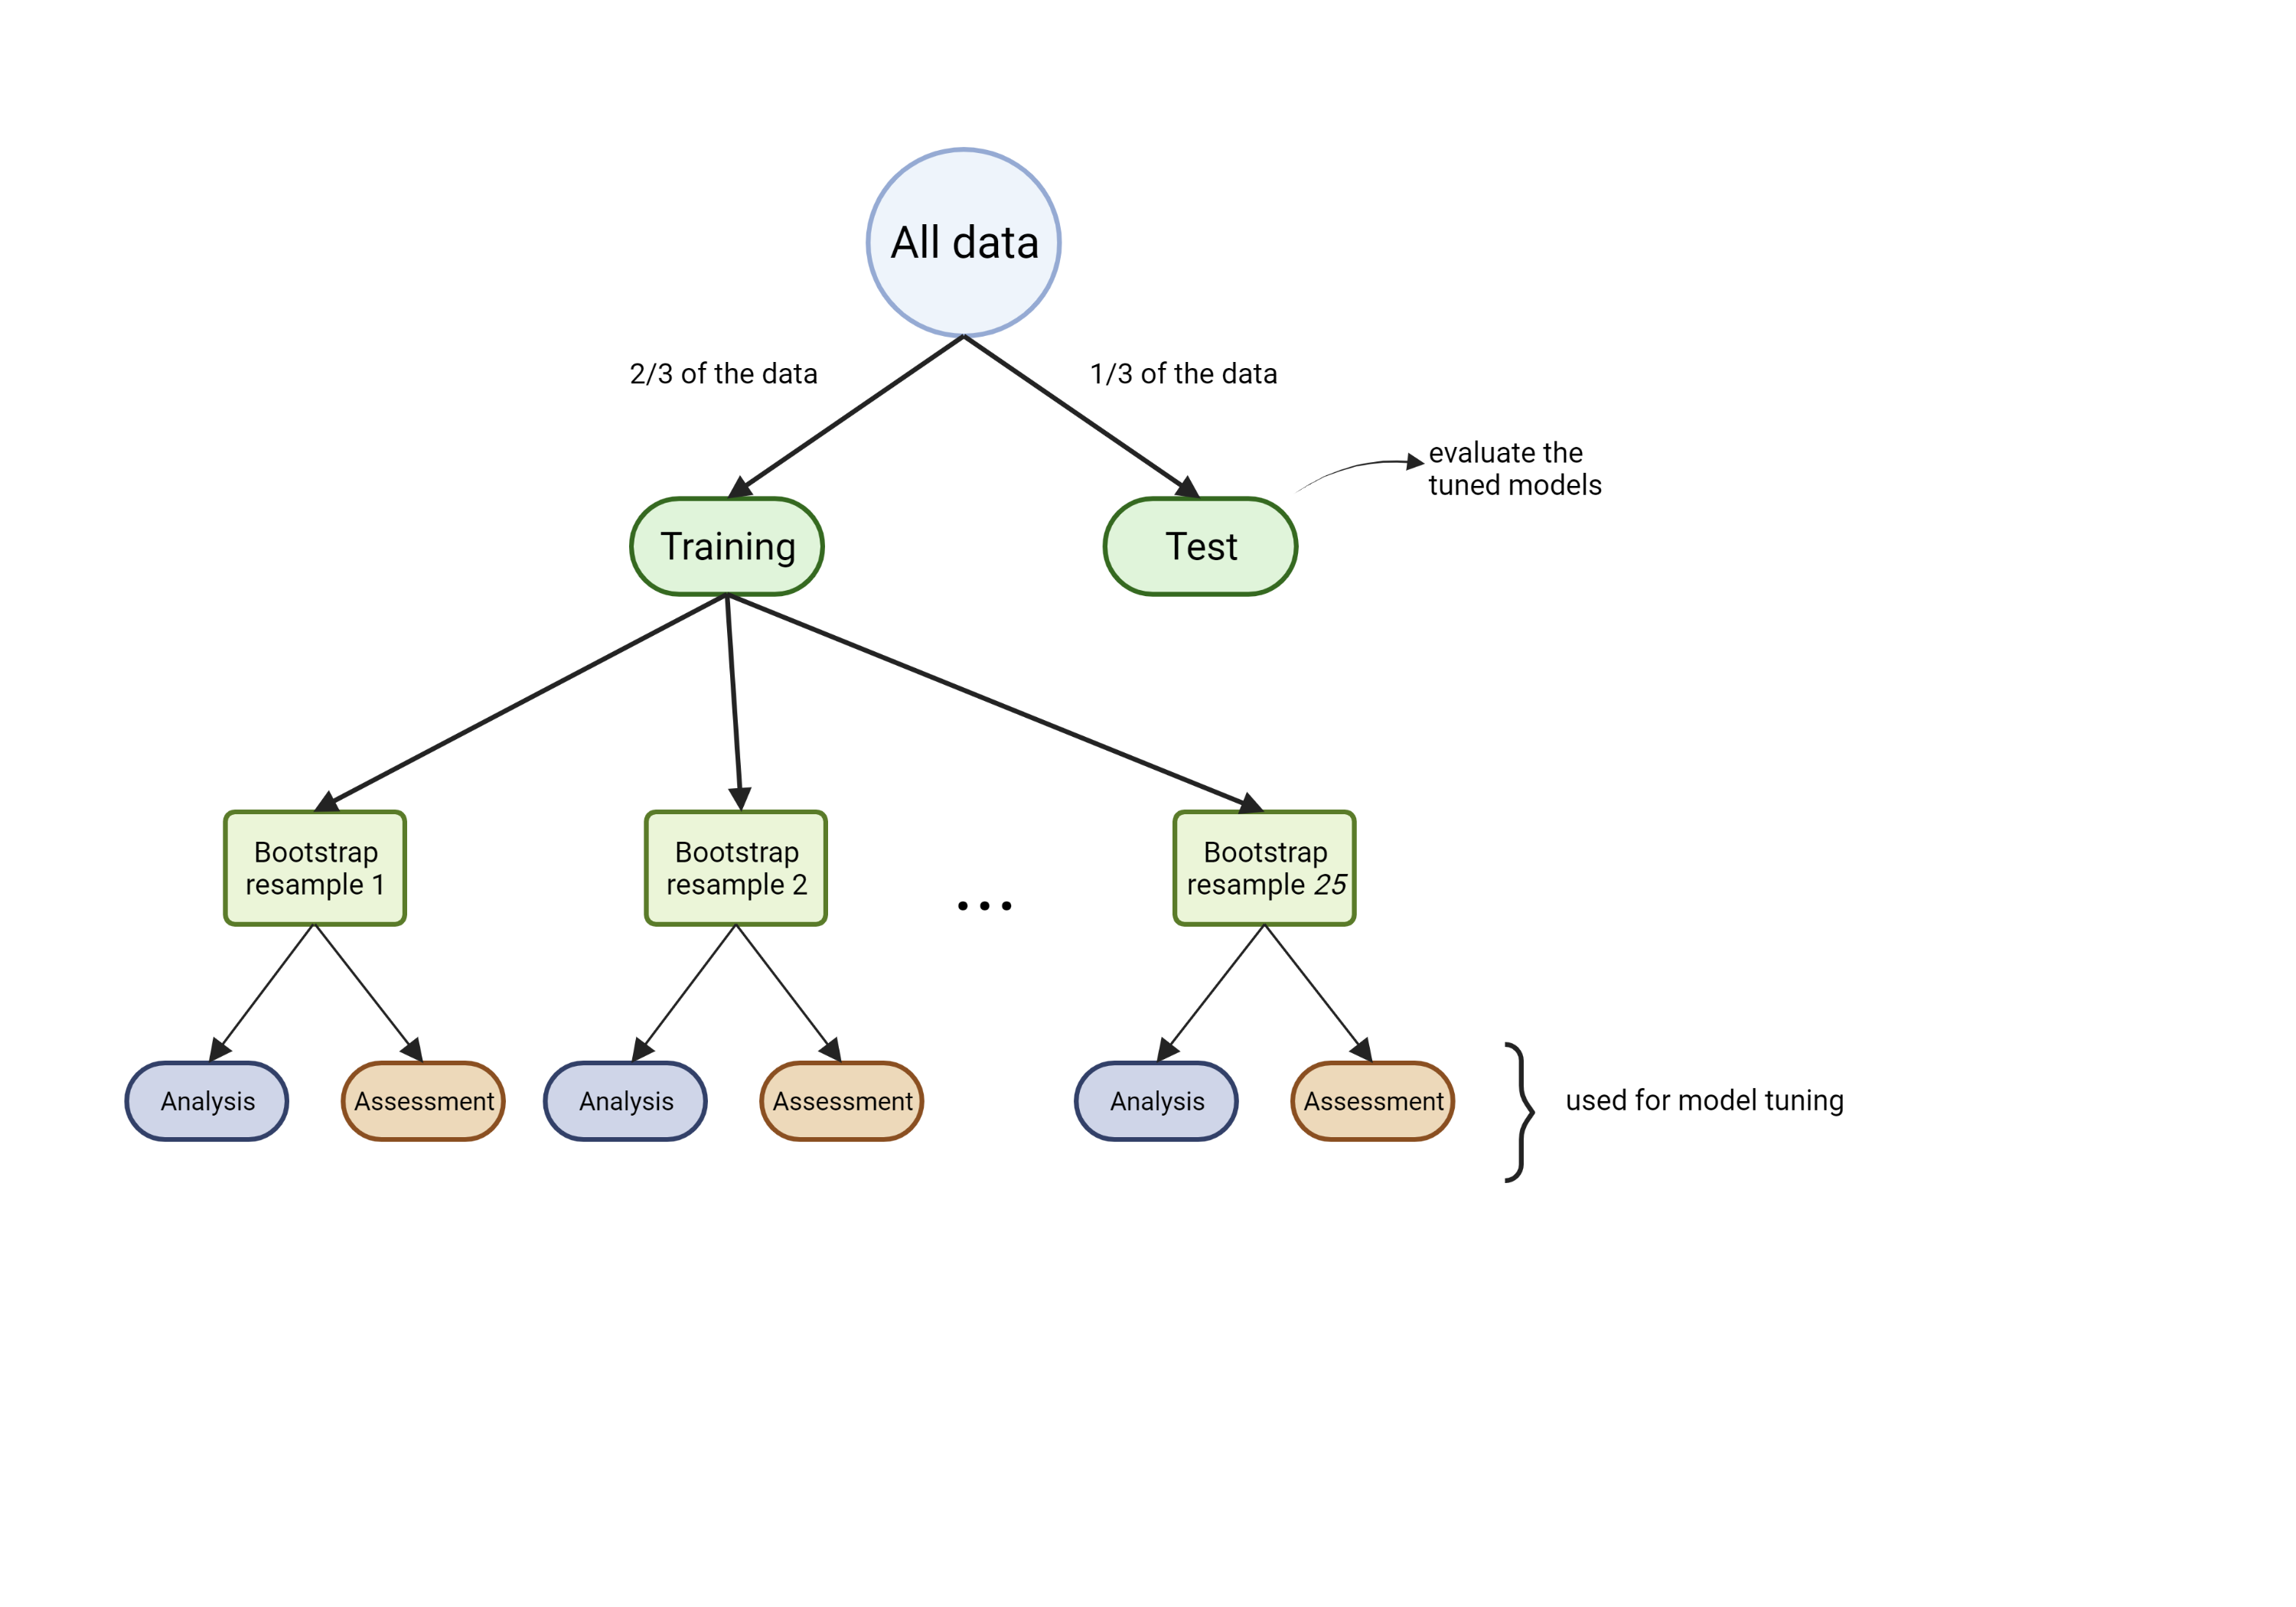 All data
2/3 of the data
1/3 of the data
evaluate the
tuned models
Training
Test
Bootstrap
resample 1
Bootstrap
resample 2
...
Bootstrap
resample 25
Analysis
Assessment
Analysis
Assessment
Analysis
Assessment
used for model tuning